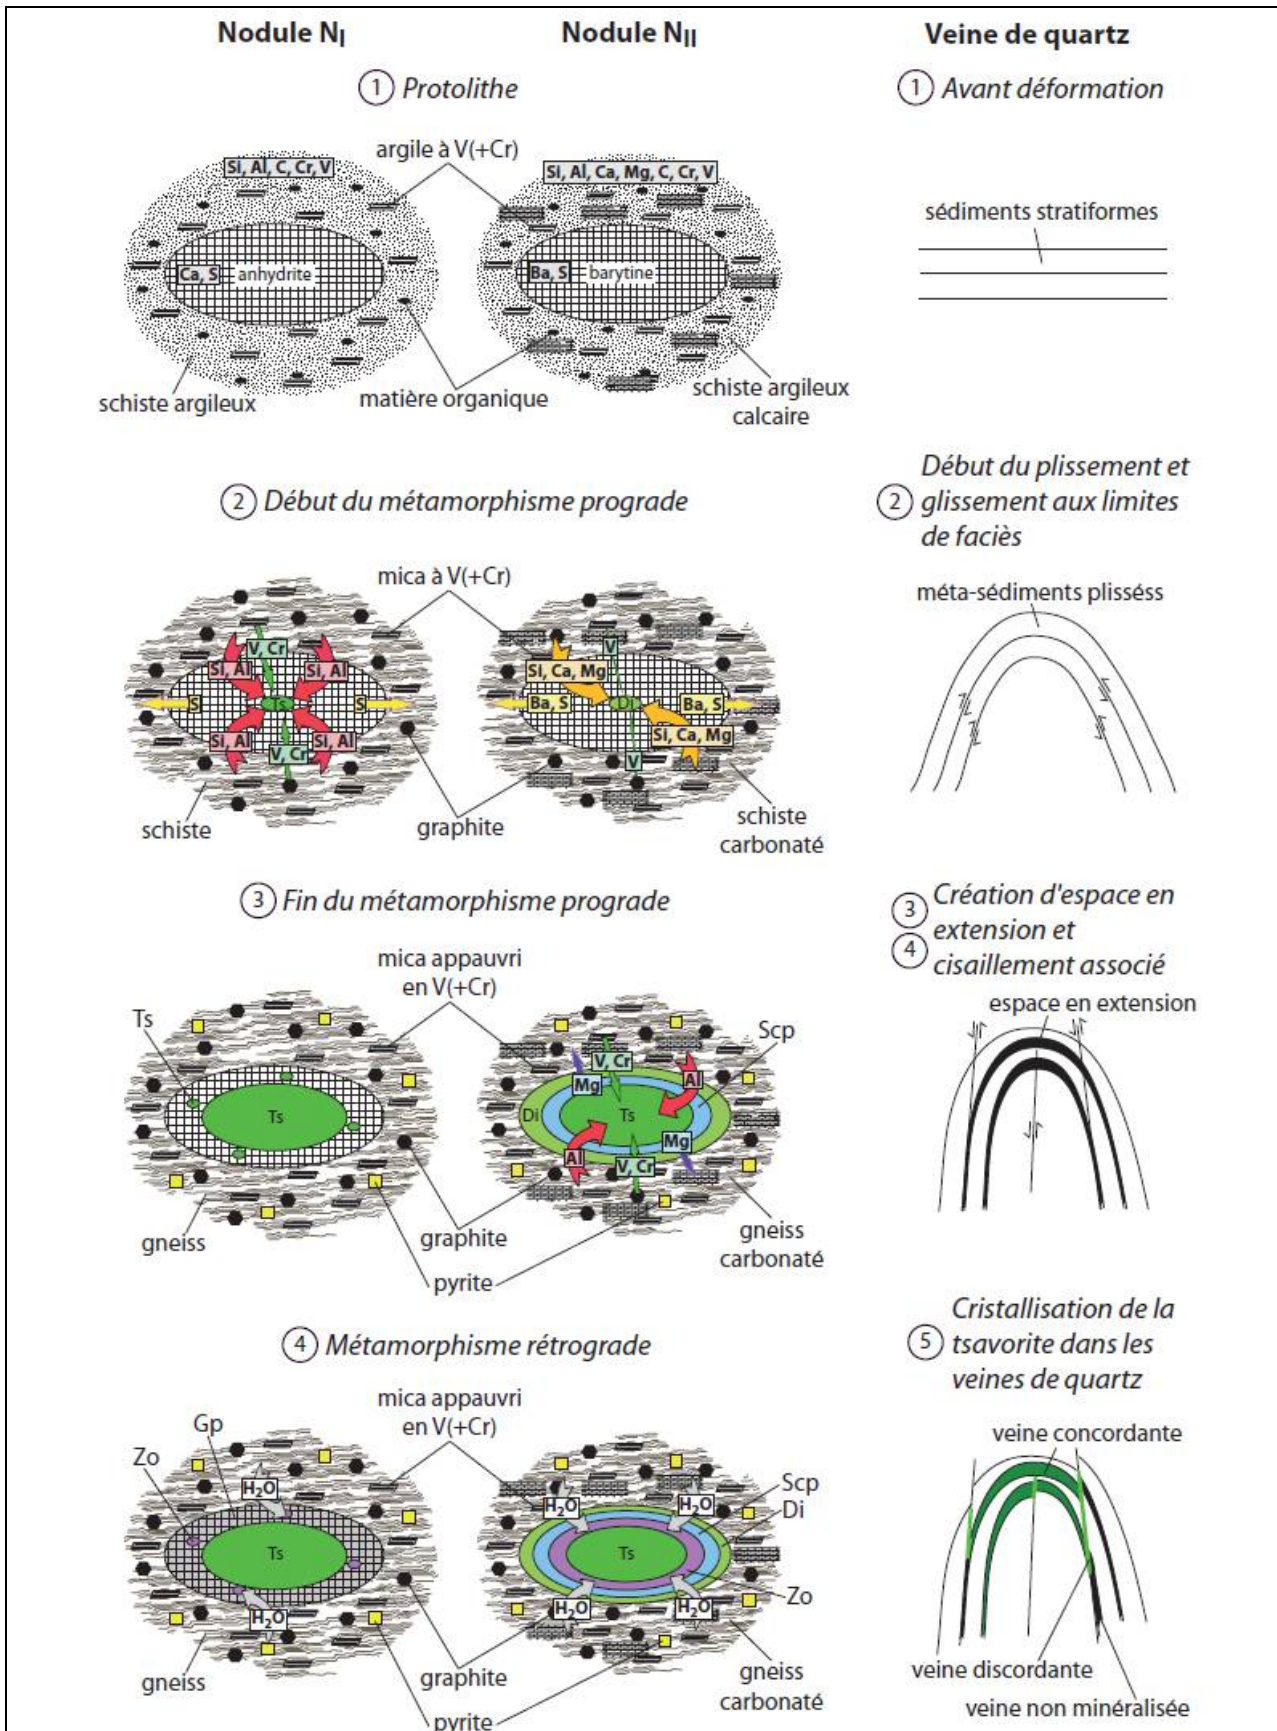 Nodule NI
Nodule NII
Veine de quartz
1 Protolithe
1 Avant déformation
argile à V(+Cr)
Si, Al, C, Cr, V
Si, Al, Ca, Mg, C, Cr, V
Ca, S
anhydrite
Ba, S
barytine
schiste argileux
matière organique
schiste argileux
calcaire
sédiments stratiformes
2 Début du métamorphisme prograde
Début du plissement et
2 glissement aux limites
de faciès
mica à V(+Cr)
V, Cr
Si, Al
Si, Al
S
Ts
S
Si, Al
Si, Al
V, Cr
V
Si, Ca, Mg
Ba, S
Di
Ba, S
Si, Ca, Mg
V
schiste
graphite
schiste
carbonaté
méta-sédiments plisséss
3 Fin du métamorphisme prograde
3 Création d'espace en
extension et
4 cisaillement associé
mica appauvri
en V(+Cr)
Ts
Ts
Scp
V, Cr
Mg
Al
Di
Ts
Mg
Al
V, Cr
gneiss
graphite
pyrite
gneiss
carbonaté
espace en extension
4 Métamorphisme rétrograde
Cristallisation de la
5 tsavorite dans les
veines de quartz
mica appauvri
en V(+Cr)
Gp
Zo
H2O
Ts
H2O
H2O
H2O
Ts
H2O
H2O
Scp
Di
Zo
gneiss
graphite
pyrite
gneiss
carbonaté
veine concordante
veine discordante
veine non minéralisée